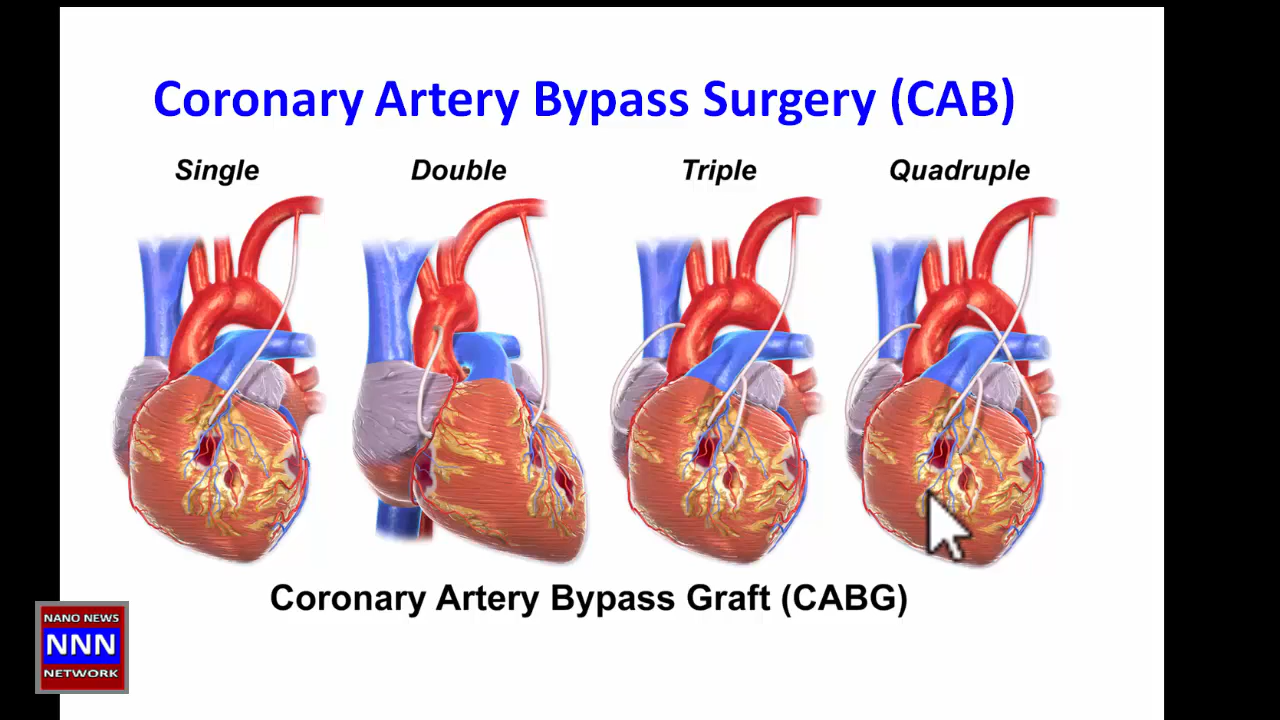 Coronary Artery Bypass Surgery (CAB)
Single Double Triple Quadruple
Coronary Artery Bypass Graft (CABG)
NANO NEWS
NNN
NETWORK